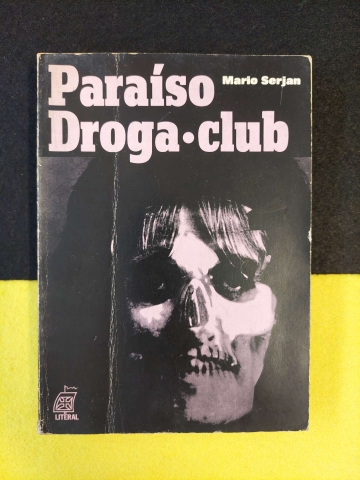 Paraíso
Mario Serjan
Droga•club
LITERAL